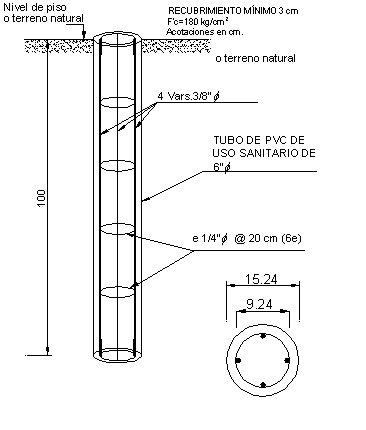 Nivel de piso
o terreno natural
RECUBRIMIENTO MÍNIMO 3 cm
F'c=180 kg/cm²
Acotaciones en cm.
o terreno natural
4 Vars.3/8"ϕ
TUBO DE PVC DE
USO SANITARIO DE
6"ϕ
100
e 1/4"ϕ @ 20 cm (6e)
15.24
9.24